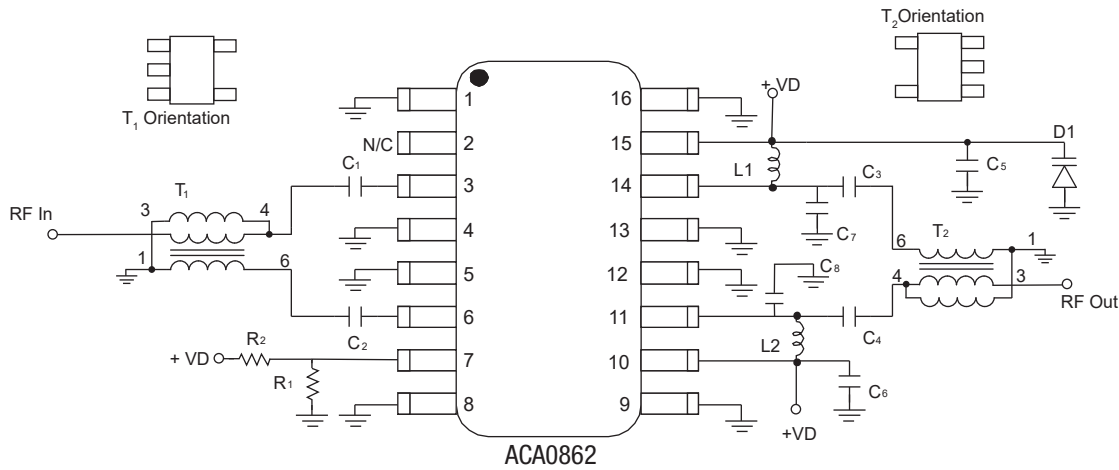 T1 Orientation
T2 Orientation
+ VD
1
16
N/C
2
15
D1
C1
L1
C3
C5
3
14
T1
RF In
3
4
4
13
C7
T2
6
1
1
6
5
12
C8
4
3
RF Out
6
11
C2
L2
C4
+ VD
R2
R1
7
10
C6
8
9
+VD
ACA0862